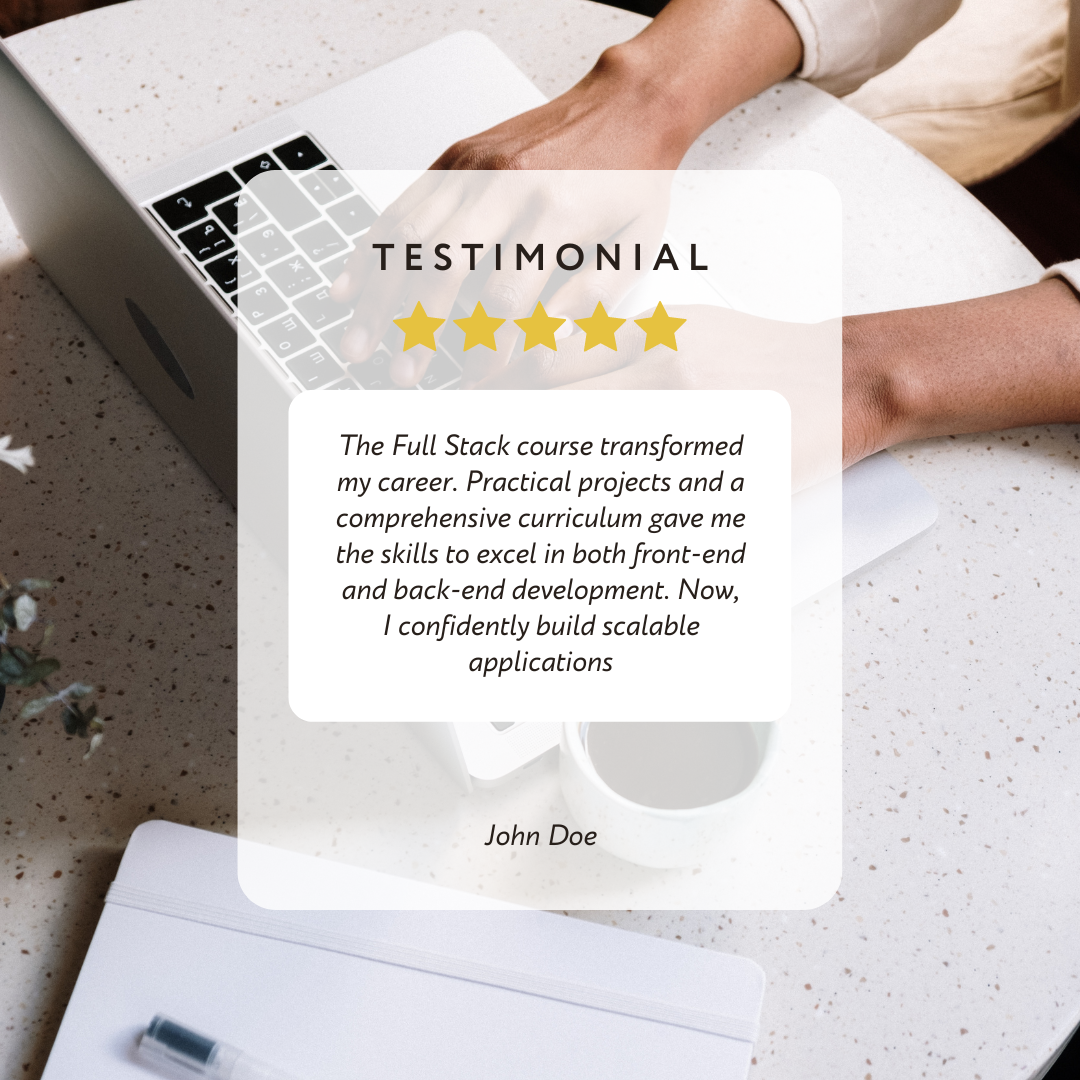 TESTIMONIAL
The Full Stack course transformed
my career. Practical projects and a
comprehensive curriculum gave me
the skills to excel in both front-end
and back-end development. Now,
I confidently build scalable
applications
John Doe